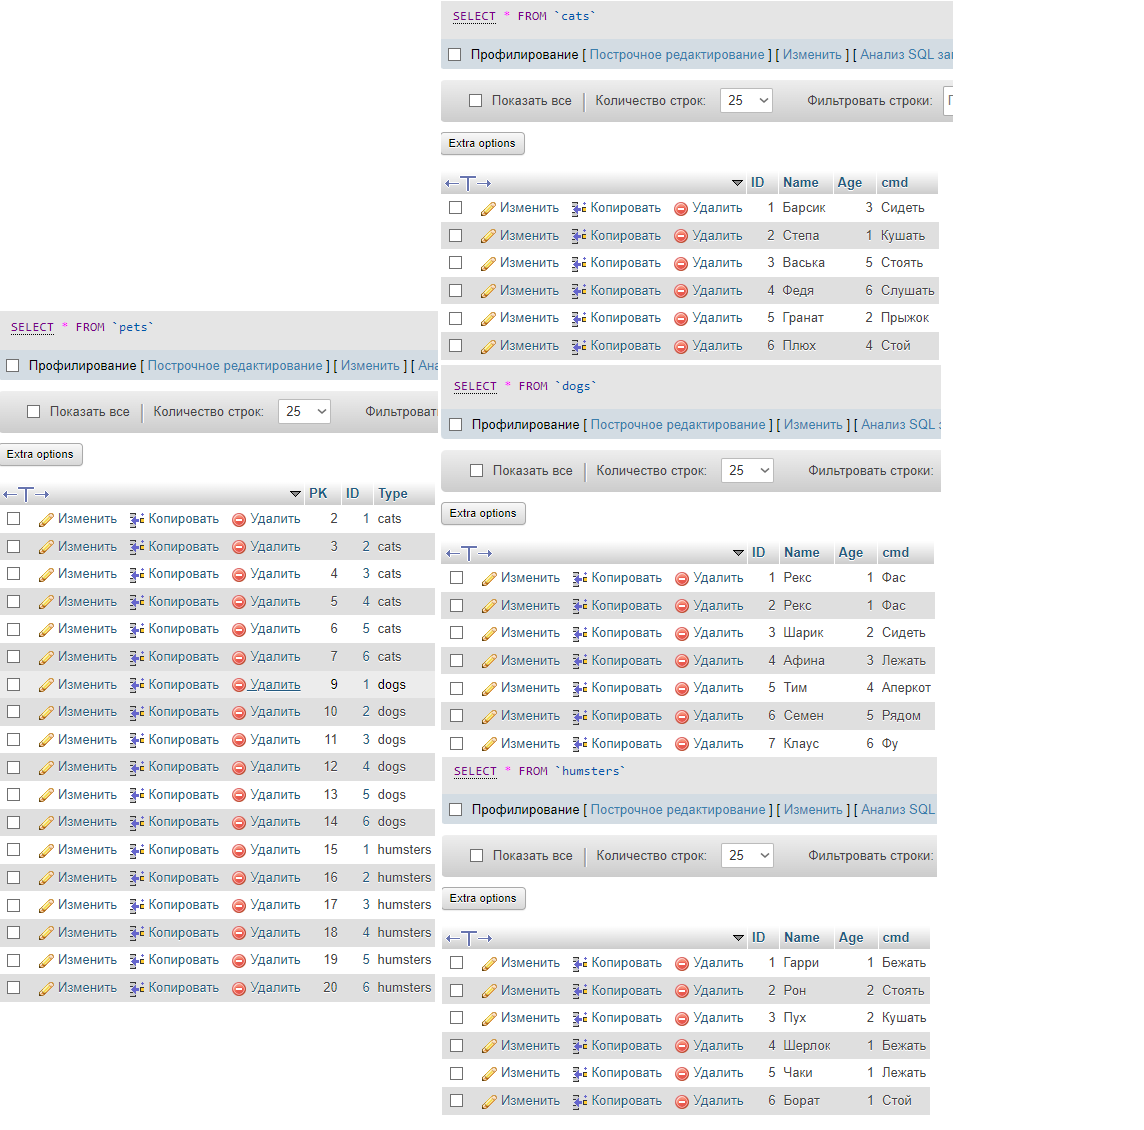 SELECT * FROM `cats`
Профилирование [ Построчное редактирование ] [ Изменить ] [ Анализ SQL
Показать все Количество строк: 25 Фильтровать строки:
Extra options
ID Name Age cmd
Изменить Копировать Удалить 1 Барсик 3 Сидеть
Изменить Копировать Удалить 2 Степа 1 Кушать
Изменить Копировать Удалить 3 Васька 5 Стоять
Изменить Копировать Удалить 4 Федя 6 Слушать
Изменить Копировать Удалить 5 Гранат 2 Прыжок
Изменить Копировать Удалить 6 Плюх 4 Стой
SELECT * FROM `pets`
Профилирование [ Построчное редактирование ] [ Изменить ] [
Показать все Количество строк: 25 Фильтроват
Extra options
PK ID Type
Изменить Копировать Удалить 2 1 cats
Изменить Копировать Удалить 3 2 cats
Изменить Копировать Удалить 4 3 cats
Изменить Копировать Удалить 5 4 cats
Изменить Копировать Удалить 6 5 cats
Изменить Копировать Удалить 7 6 cats
Изменить Копировать Удалить 9 1 dogs
Изменить Копировать Удалить 10 2 dogs
Изменить Копировать Удалить 11 3 dogs
Изменить Копировать Удалить 12 4 dogs
Изменить Копировать Удалить 13 5 dogs
Изменить Копировать Удалить 14 6 dogs
Изменить Копировать Удалить 15 1 humsters
Изменить Копировать Удалить 16 2 humsters
Изменить Копировать Удалить 17 3 humsters
Изменить Копировать Удалить 18 4 humsters
Изменить Копировать Удалить 19 5 humsters
Изменить Копировать Удалить 20 6 humsters
SELECT * FROM `dogs`
Профилирование [ Построчное редактирование ] [ Изменить ] [ Анализ SQL
Показать все Количество строк: 25 Фильтровать строки:
Extra options
ID Name Age cmd
Изменить Копировать Удалить 1 Рекс 1 Фас
Изменить Копировать Удалить 2 Рекс 1 Фас
Изменить Копировать Удалить 3 Шарик 2 Сидеть
Изменить Копировать Удалить 4 Афина 3 Лежать
Изменить Копировать Удалить 5 Тим 4 Аперкот
Изменить Копировать Удалить 6 Семен 5 Рядом
Изменить Копировать Удалить 7 Клаус 6 Фу
SELECT * FROM `humsters`
Профилирование [ Построчное редактирование ] [ Изменить ] [ Анализ SQL
Показать все Количество строк: 25 Фильтровать строки:
Extra options
ID Name Age cmd
Изменить Копировать Удалить 1 Гарри 1 Бежать
Изменить Копировать Удалить 2 Рон 2 Стоять
Изменить Копировать Удалить 3 Пух 2 Кушать
Изменить Копировать Удалить 4 Шерлок 1 Бежать
Изменить Копировать Удалить 5 Чаки 1 Лежать
Изменить Копировать Удалить 6 Борат 1 Стой